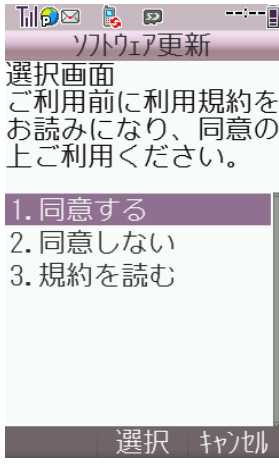 --:--
ｿﾌﾄｳｪｱ更新
選択画面
ご利用前に利用規約を
お読みになり、同意の
上ご利用ください。
1.同意する
2.同意しない
3.規約を読む
選択 ｷｬﾝｾﾙ